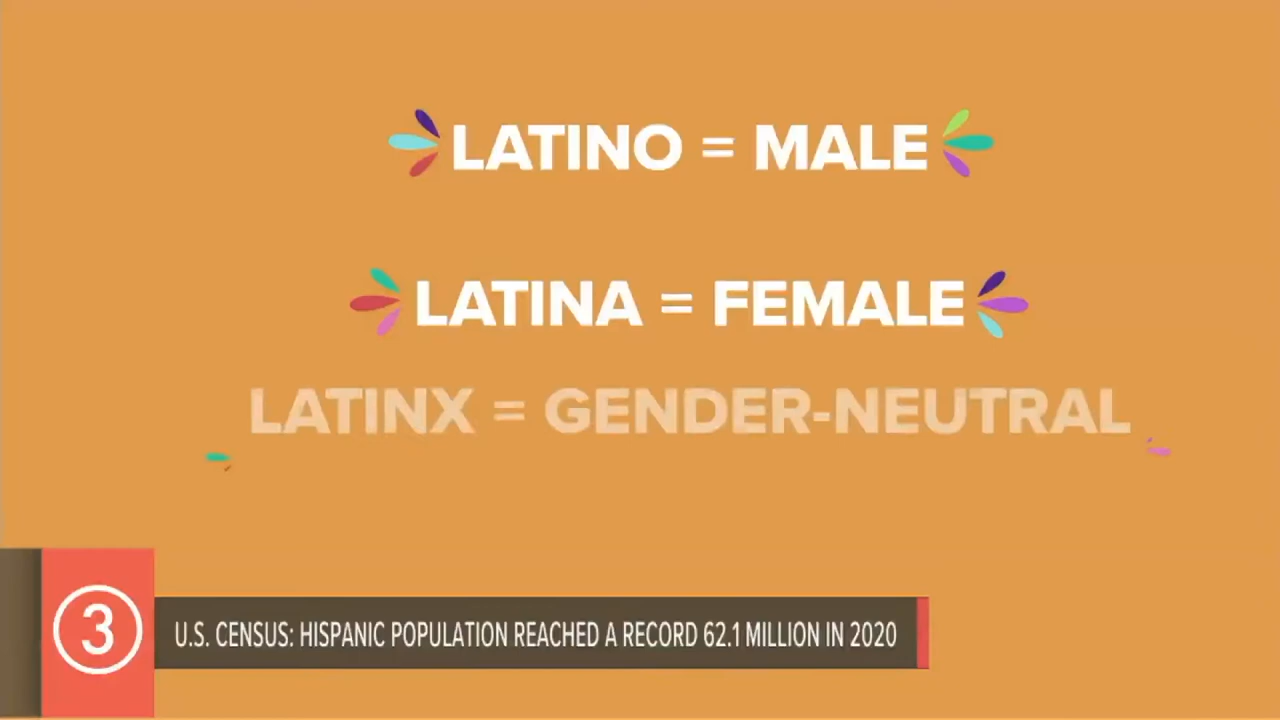 LATINO = MALE
LATINA = FEMALE
LATINX = GENDER-NEUTRAL
3
U.S. CENSUS: HISPANIC POPULATION REACHED A RECORD 62.1 MILLION IN 2020